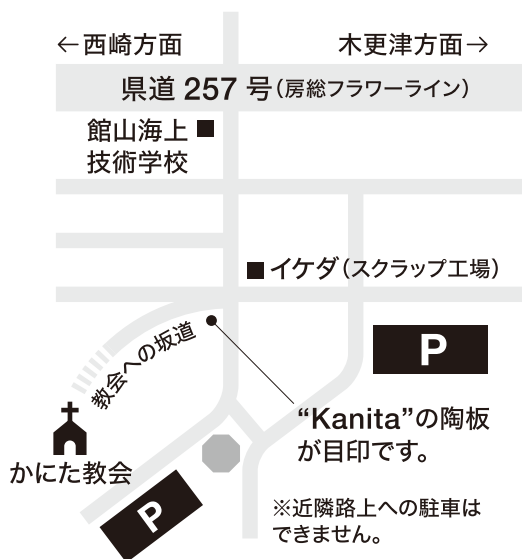 ←西崎方面
木更津方面→
県道 257 号(房総フラワーライン)
館山海上
技術学校
イケダ(スクラップ工場)
教会への坂道
P
“Kanita”の陶板
が目印です。
かにた教会
P
※近隣路上への駐車は
できません。